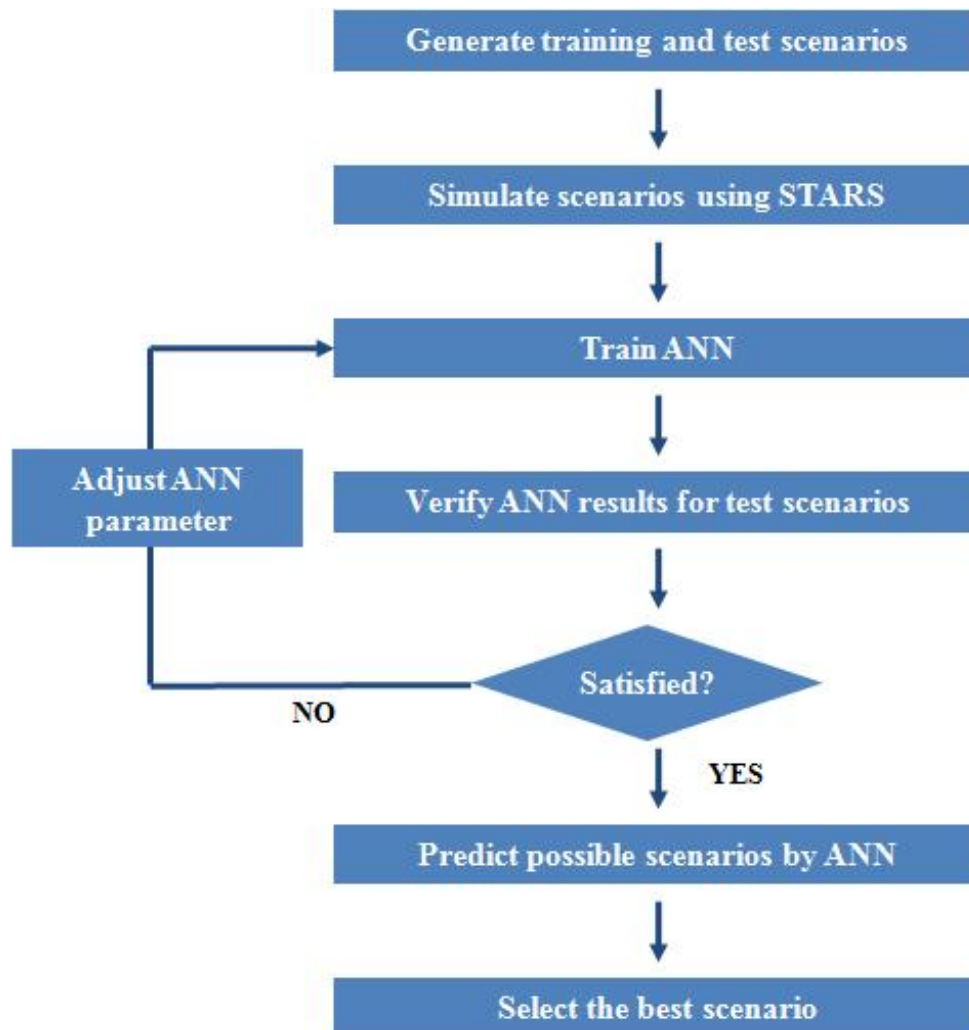 Generate training and test scenarios
Simulate scenarios using STARS
Train ANN
Adjust ANN
parameter
Verify ANN results for test scenarios
Satisfied?
NO
YES
Predict possible scenarios by ANN
Select the best scenario